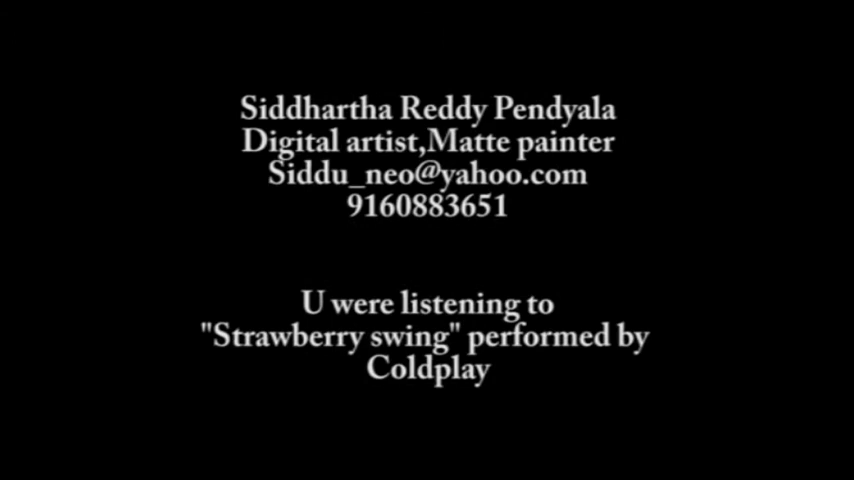 Siddhartha Reddy Pendyala
Digital artist,Matte painter
Siddu_neo@yahoo.com
9160883651
U were listening to
"Strawberry swing" performed by
Coldplay